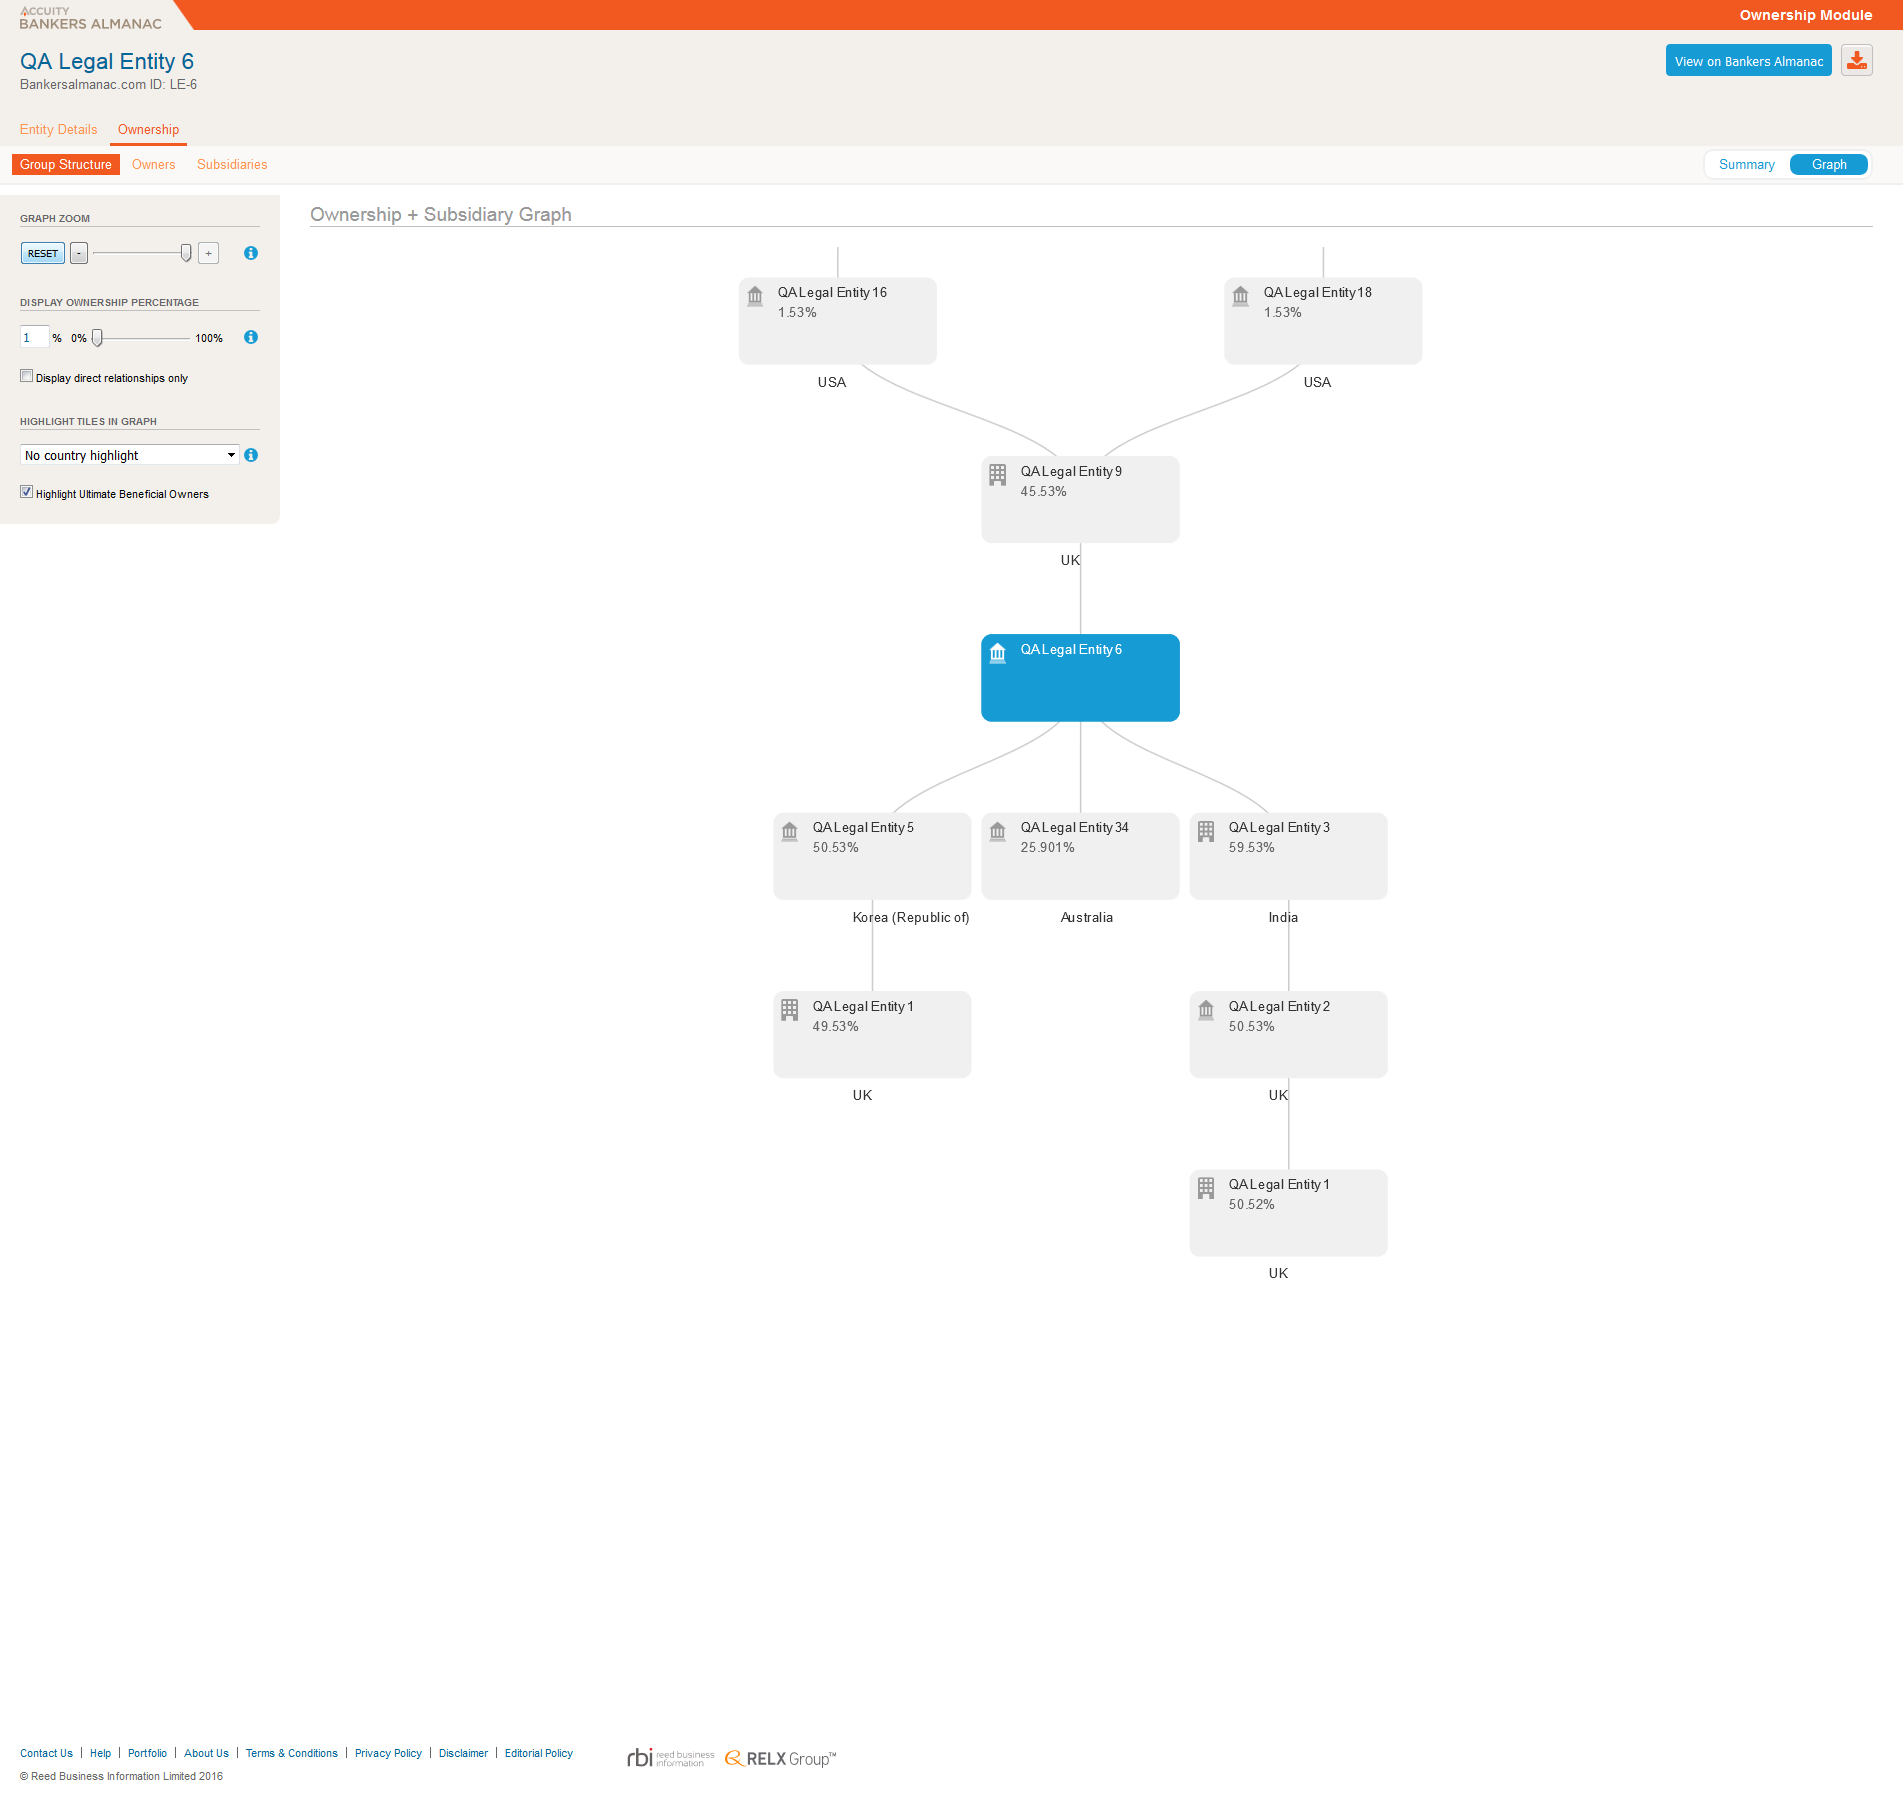 ACCUITY
BANKERS ALMANAC
Ownership Module
QA Legal Entity 6
Bankersalmanac.com ID: LE-6
View on Bankers Almanac
Entity Details Ownership
Group Structure Owners Subsidiaries
Summary Graph
GRAPH ZOOM
RESET - +
DISPLAY OWNERSHIP PERCENTAGE
1 % 0% 100%
Display direct relationships only
HIGHLIGHT TILES IN GRAPH
No country highlight
Highlight Ultimate Beneficial Owners
Ownership + Subsidiary Graph
QA Legal Entity 16
1.53%
USA
QA Legal Entity 18
1.53%
USA
QA Legal Entity 9
45.53%
UK
QA Legal Entity 6
QA Legal Entity 5
50.53%
Korea (Republic of)
QA Legal Entity 34
25.901%
Australia
QA Legal Entity 3
59.53%
India
QA Legal Entity 1
49.53%
UK
QA Legal Entity 2
50.53%
UK
QA Legal Entity 1
50.52%
UK
Contact Us | Help | Portfolio | About Us | Terms & Conditions | Privacy Policy | Disclaimer | Editorial Policy
© Reed Business Information Limited 2016
rbi reed business
information
RELX Group™